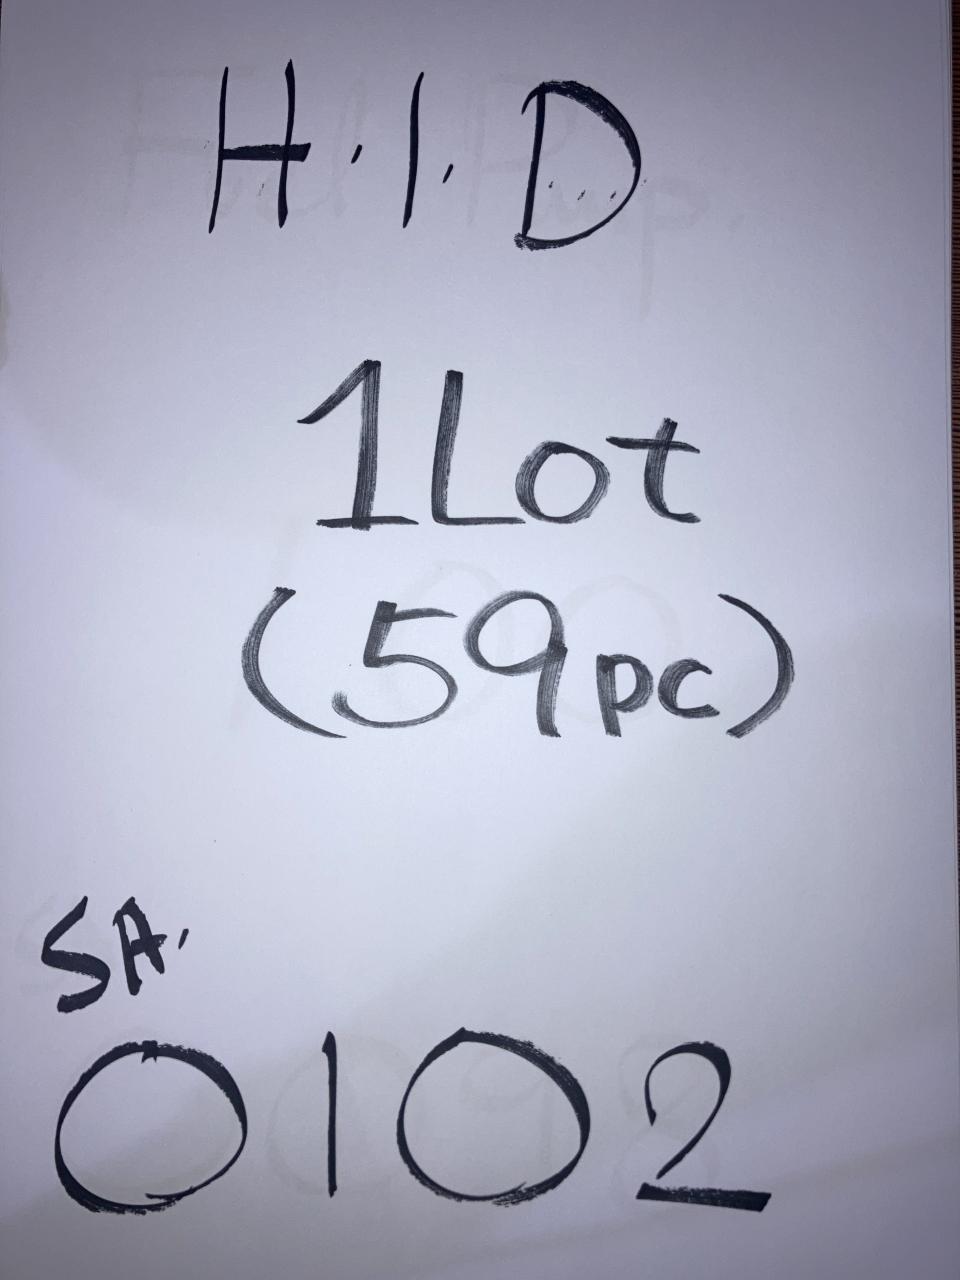 H.I.D
1Lot
(59pc)
SA.
0102